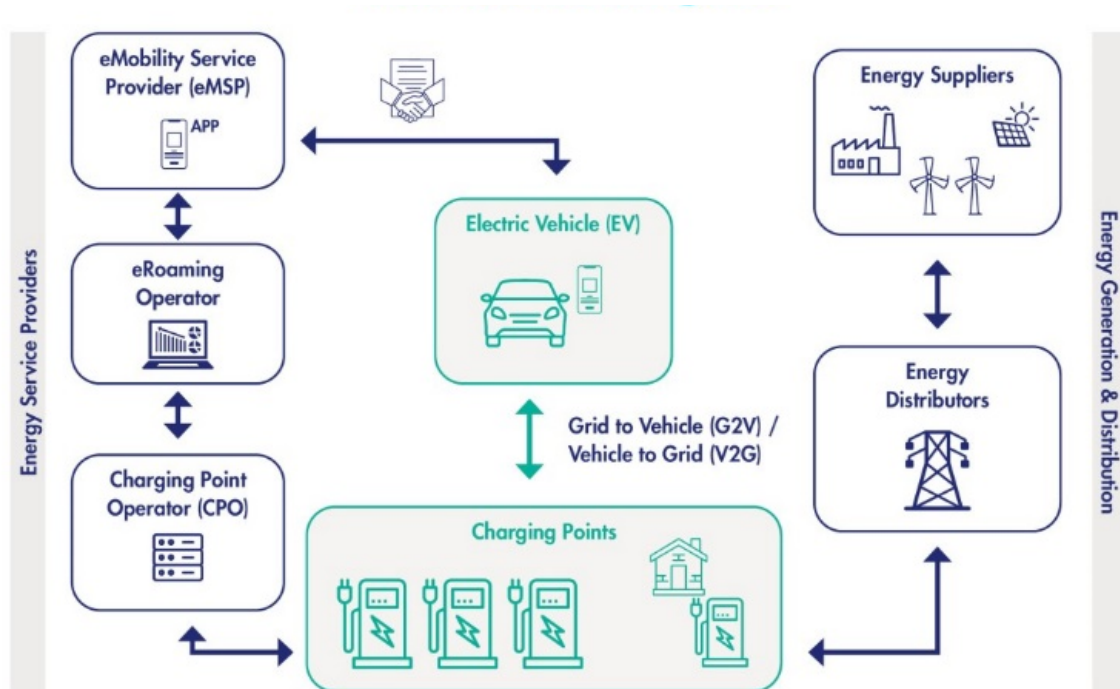 Energy Service Providers
eMobility Service
Provider (eMSP)
APP
eRoaming
Operator
Charging Point
Operator (CPO)
Electric Vehicle (EV)
Grid to Vehicle (G2V) /
Vehicle to Grid (V2G)
Charging Points
Energy Suppliers
Energy
Distributors
Energy Generation & Distribution